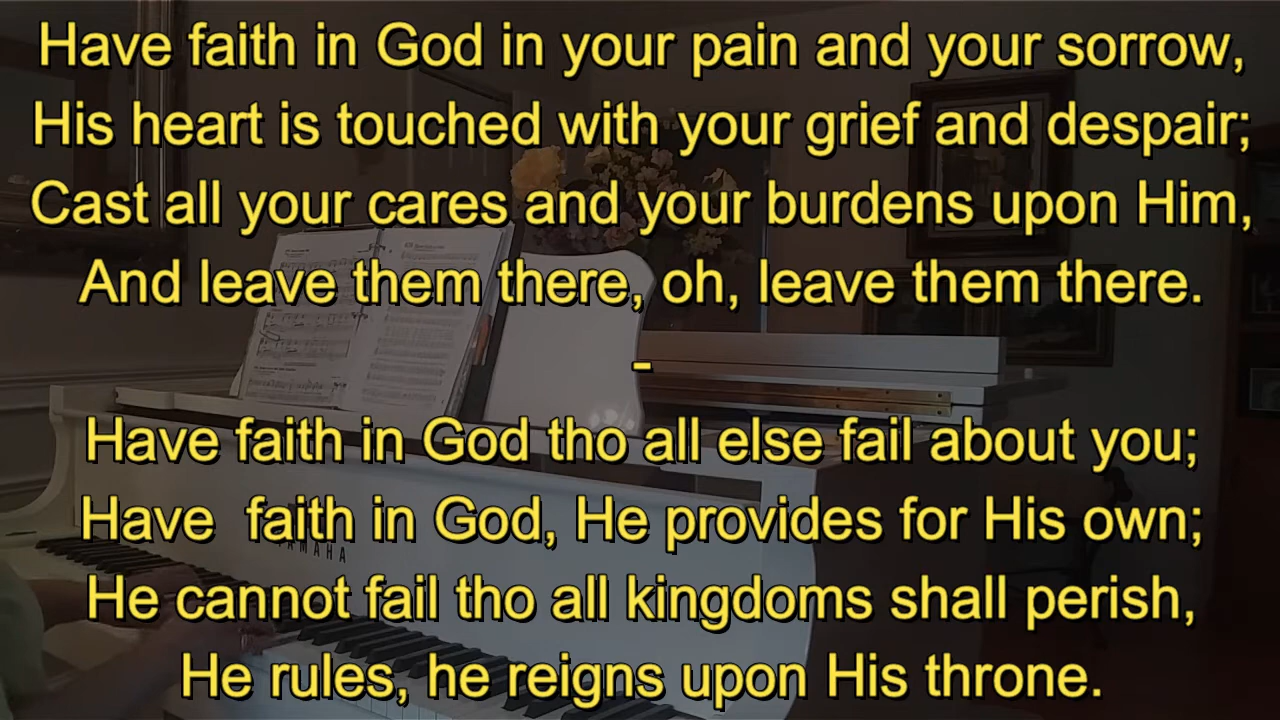 Have faith in God in your pain and your sorrow,
His heart is touched with your grief and despair;
Cast all your cares and your burdens upon Him,
And leave them there, oh, leave them there.
-
Have faith in God tho all else fail about you;
Have  faith in God, He provides for His own;
He cannot fail tho all kingdoms shall perish,
He rules, he reigns upon His throne.
YAMAHA